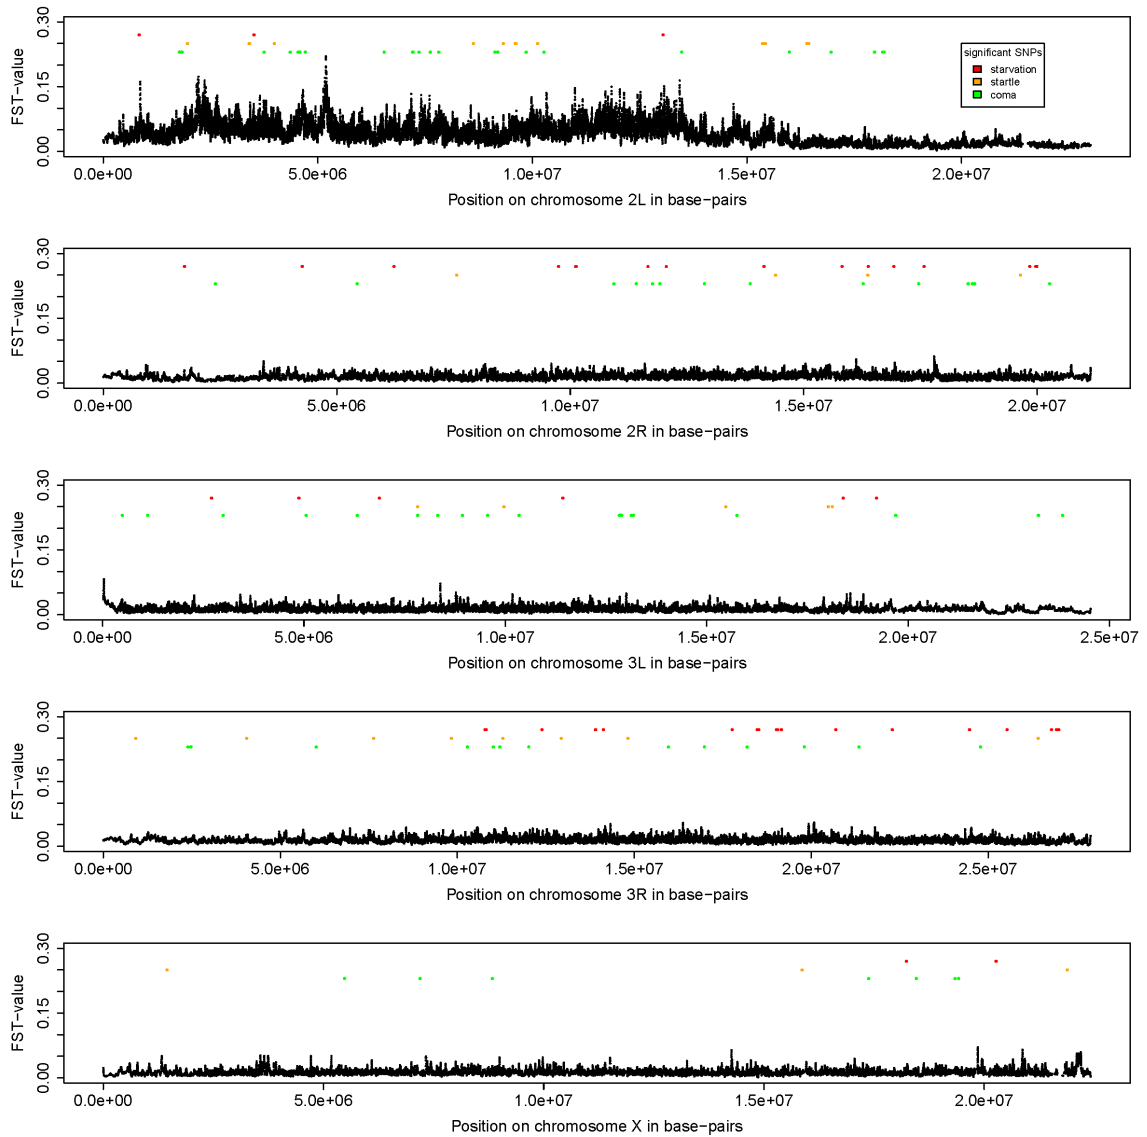 0.30
0.15
0.00
FST−value
significant SNPs
starvation
startle
coma
0.0e+00 5.0e+06 1.0e+07 1.5e+07 2.0e+07
Position on chromosome 2L in base−pairs
0.30
0.15
0.00
FST−value
0.0e+00 5.0e+06 1.0e+07 1.5e+07 2.0e+07
Position on chromosome 2R in base−pairs
0.30
0.15
0.00
FST−value
0.0e+00 5.0e+06 1.0e+07 1.5e+07 2.0e+07 2.5e+07
Position on chromosome 3L in base−pairs
0.30
0.15
0.00
FST−value
0.0e+00 5.0e+06 1.0e+07 1.5e+07 2.0e+07 2.5e+07
Position on chromosome 3R in base−pairs
0.30
0.15
0.00
FST−value
0.0e+00 5.0e+06 1.0e+07 1.5e+07 2.0e+07
Position on chromosome X in base−pairs